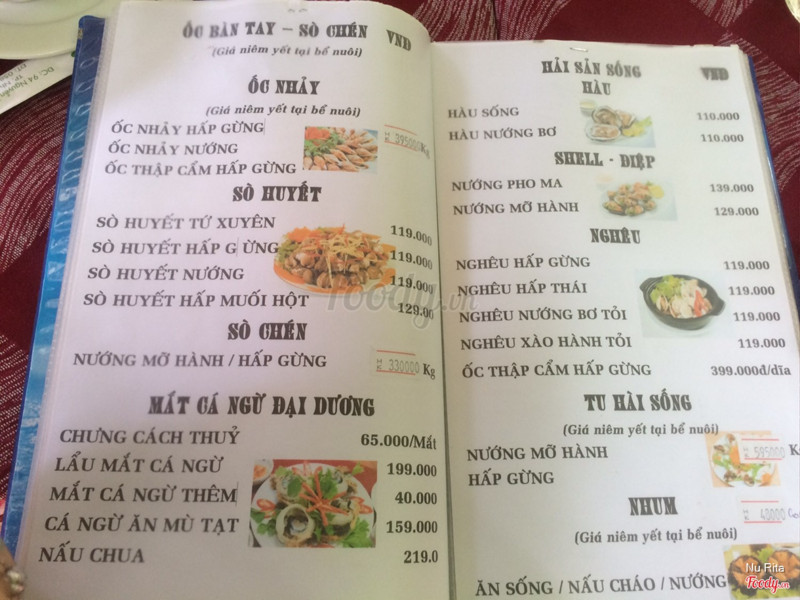 ỐC BÀN TAY – SÒ CHÉN VND
(Giá niêm yết tại bể nuôi)
ỐC NHẢY
(Giá niêm yết tại bể nuôi)
ỐC NHẢY HẤP GỪNG 395000 Kg
ỐC NHẢY NƯỚNG
ỐC THẬP CẨM HẤP GỪNG
SÒ HUYẾT
SÒ HUYẾT TỨ XUYÊN 119.000
SÒ HUYẾT HẤP GỪNG 119.000
SÒ HUYẾT NƯỚNG 119.000
SÒ HUYẾT HẤP MUỐI HỘT 129.00
SÒ CHÉN
NƯỚNG MỠ HÀNH / HẤP GỪNG 330000 Kg
MẮT CÁ NGỪ ĐẠI DƯƠNG
CHƯNG CÁCH THUỶ 65.000/Mắt
LẨU MẮT CÁ NGỪ 199.000
MẮT CÁ NGỪ THÊM 40.000
CÁ NGỪ ĂN MÙ TẠT 159.000
NẤU CHUA 219.0
HẢI SẢN SỐNG VND
HÀU
HÀU SỐNG 110.000
HÀU NƯỚNG BƠ 110.000
SHELL - DIỆP
NƯỚNG PHO MA 139.000
NƯỚNG MỠ HÀNH 129.000
NGHÊU
NGHÊU HẤP GỪNG 119.000
NGHÊU HẤP THÁI 119.000
NGHÊU NƯỚNG BƠ TỎI 119.000
NGHÊU XÀO HÀNH TỎI 119.000
ỐC THẬP CẨM HẤP GỪNG 399.000đ/dĩa
TU HÀI SỐNG
(Giá niêm yết tại bể nuôi)
NƯỚNG MỠ HÀNH 595000 Kg
HẤP GỪNG
NHUM
43000
(Giá niêm yết tại bể nuôi)
ĂN SỐNG / NẤU CHÁO / NƯỚNG
foody.vn
Nu Rita
Foody.vn